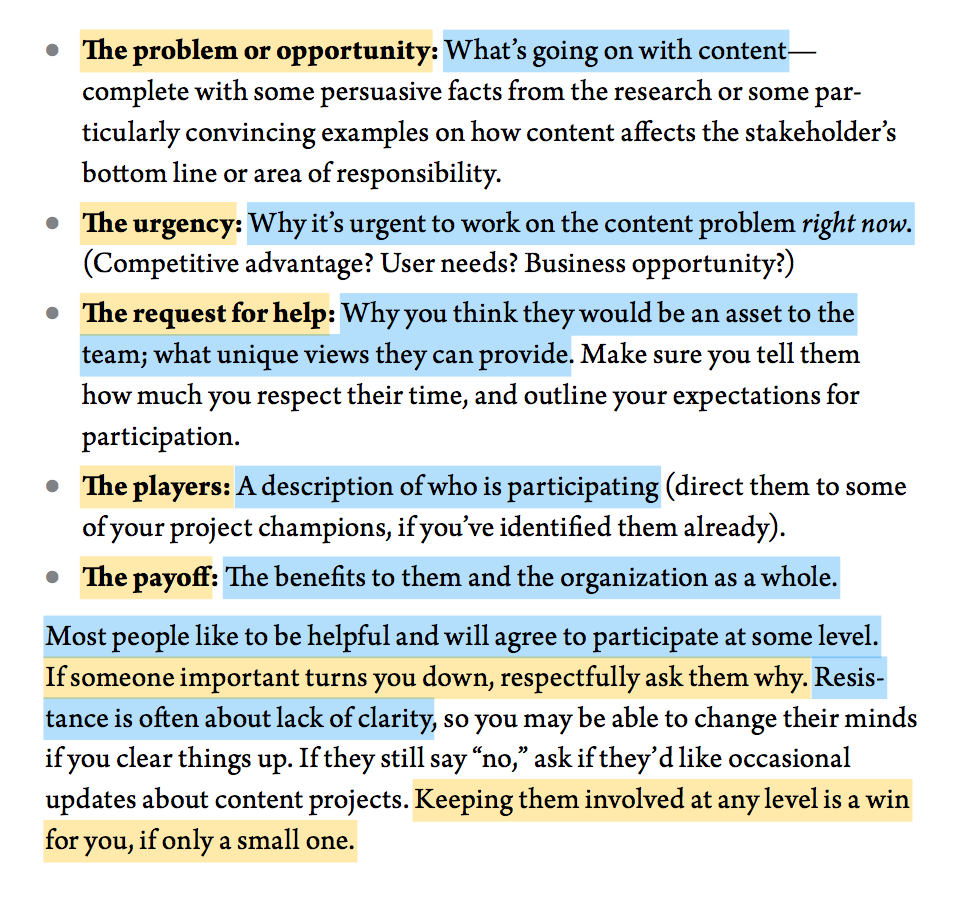 • The problem or opportunity: What’s going on with content—
complete with some persuasive facts from the research or some par-
ticularly convincing examples on how content affects the stakeholder’s
bottom line or area of responsibility.
• The urgency: Why it’s urgent to work on the content problem right now.
(Competitive advantage? User needs? Business opportunity?)
• The request for help: Why you think they would be an asset to the
team; what unique views they can provide. Make sure you tell them
how much you respect their time, and outline your expectations for
participation.
• The players: A description of who is participating (direct them to some
of your project champions, if you’ve identified them already).
• The payoff: The benefits to them and the organization as a whole.
Most people like to be helpful and will agree to participate at some level.
If someone important turns you down, respectfully ask them why. Resis-
tance is often about lack of clarity, so you may be able to change their minds
if you clear things up. If they still say “no,” ask if they’d like occasional
updates about content projects. Keeping them involved at any level is a win
for you, if only a small one.